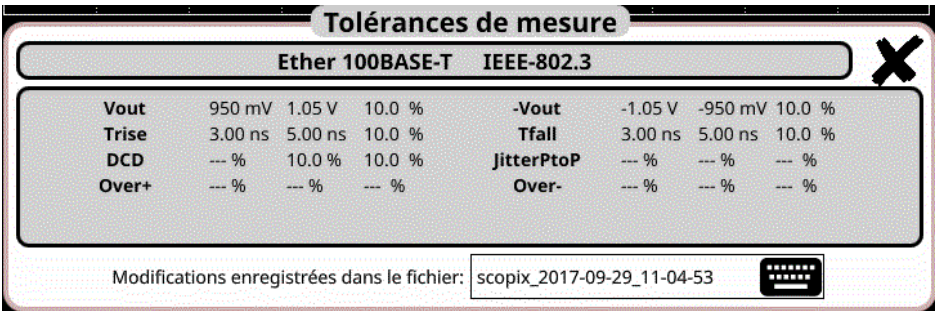 Tolérances de mesure
Ether 100BASE-T IEEE-802.3
Vout 950 mV 1.05 V 10.0 % -Vout -1.05 V -950 mV 10.0 %
Trise 3.00 ns 5.00 ns 10.0 % Tfall 3.00 ns 5.00 ns 10.0 %
DCD --- % 10.0 % 10.0 % JitterPtoP --- % --- % --- %
Over+ --- % --- % --- % Over- --- % --- % --- %
Modifications enregistrées dans le fichier: scopix_2017-09-29_11-04-53